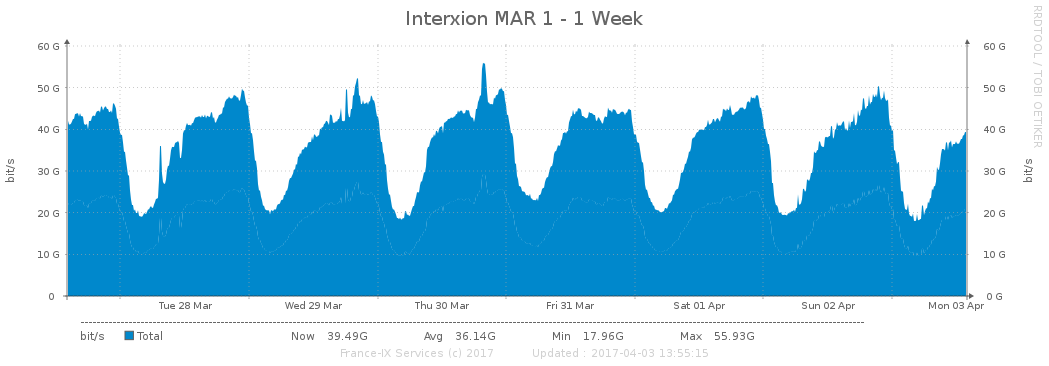 Interxion MAR 1 - 1 Week
RRDTOOL / TOBI OETIKER
bit/s
bit/s
60 G 60 G
50 G 50 G
40 G 40 G
30 G 30 G
20 G 20 G
10 G 10 G
0 0 G
Tue 28 Mar Wed 29 Mar Thu 30 Mar Fri 31 Mar Sat 01 Apr Sun 02 Apr Mon 03 Apr
bit/s Total Now 39.49G Avg 36.14G Min 17.96G Max 55.93G
France-IX Services (c) 2017 Updated : 2017-04-03 13:55:15